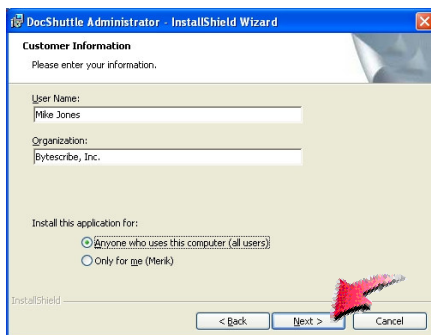 DocShuttle Administrator - InstallShield Wizard
Customer Information
Please enter your information.
User Name:
Mike Jones
Organization:
Bytescribe, Inc.
Install this application for:
Anyone who uses this computer (all users)
Only for me (Merik)
InstallShield
< Back
Next >
Cancel